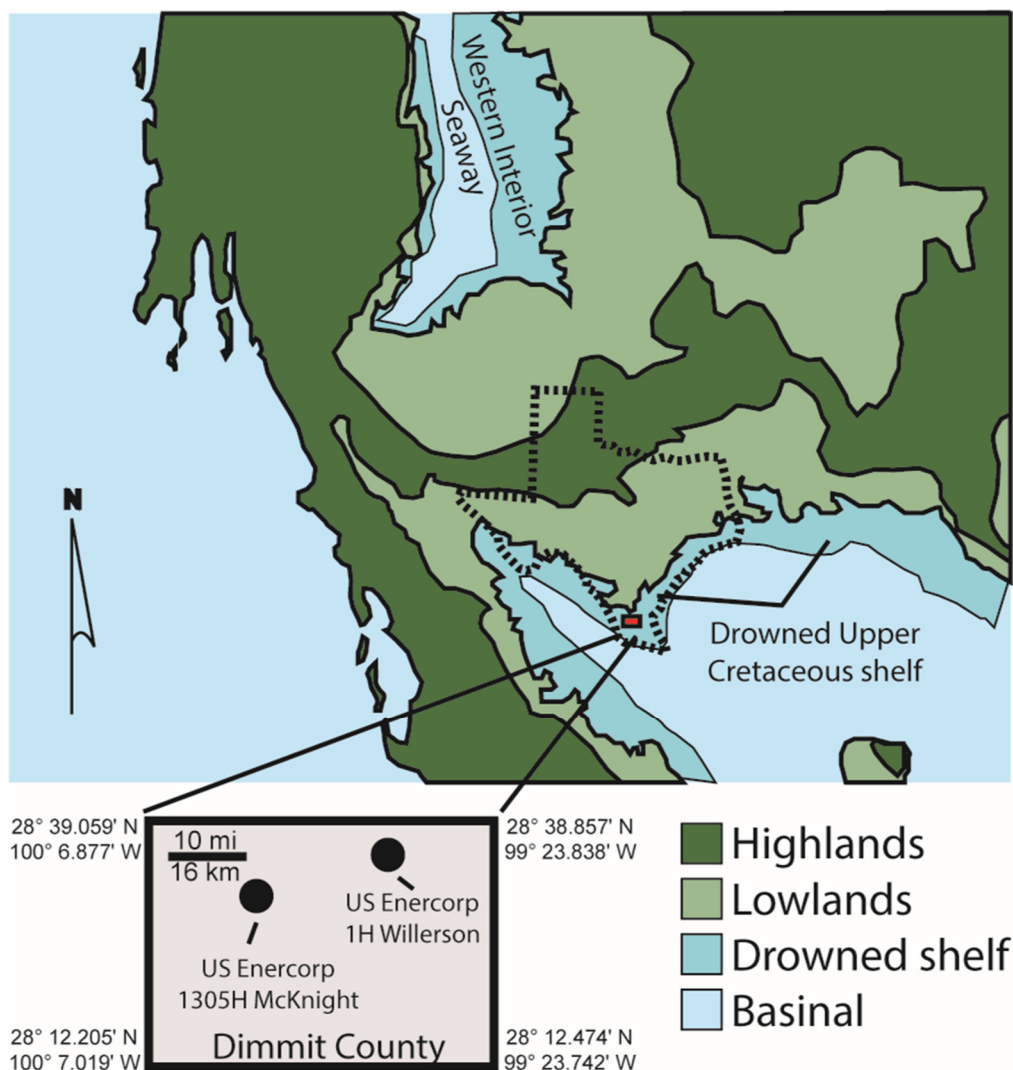 Western Interior
Seaway
N
Drowned Upper
Cretaceous shelf
28° 39.059' N
100° 6.877' W
28° 38.857' N
99° 23.838' W
10 mi
16 km
US Enercorp
1H Willerson
US Enercorp
1305H McKnight
Dimmit County
28° 12.205' N
100° 7.019' W
28° 12.474' N
99° 23.742' W
Highlands
Lowlands
Drowned shelf
Basinal